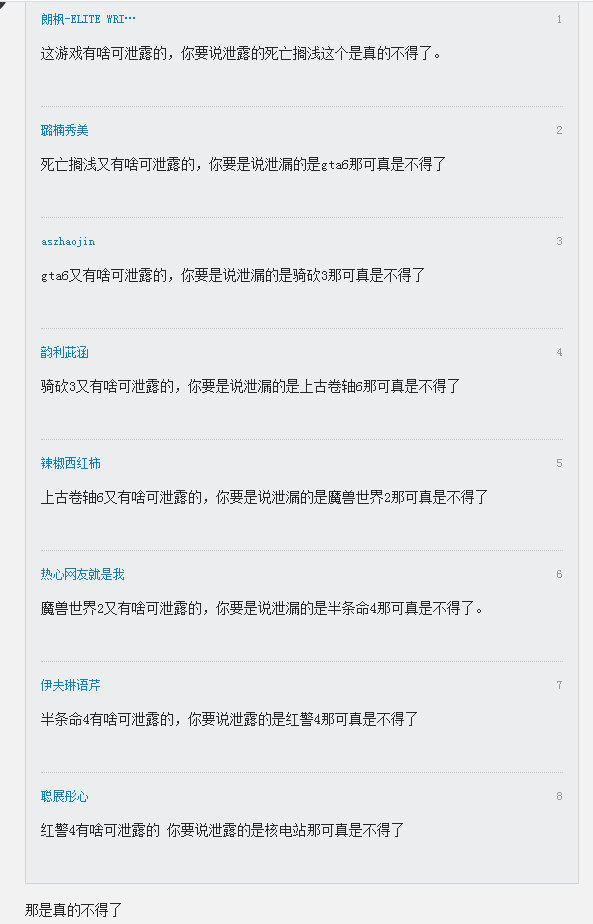 朗枫-ELITE WRI… 1
这游戏有啥可泄露的，你要说泄露的死亡搁浅这个是真的不得了。
璐楠秀美 2
死亡搁浅又有啥可泄露的，你要是说泄漏的是gta6那可真是不得了
aszhaojin 3
gta6又有啥可泄露的，你要是说泄漏的是骑砍3那可真是不得了
韵利茈涵 4
骑砍3又有啥可泄露的，你要是说泄漏的是上古卷轴6那可真是不得了
辣椒西红柿 5
上古卷轴6又有啥可泄露的，你要是说泄漏的是魔兽世界2那可真是不得了
热心网友就是我 6
魔兽世界2又有啥可泄露的，你要是说泄漏的是半条命4那可真是不得了。
伊夫琳语芹 7
半条命4有啥可泄露的，你要说泄露的是红警4那可真是不得了
聪展彤心 8
红警4有啥可泄露的 你要说泄露的是核电站那可真是不得了
那是真的不得了